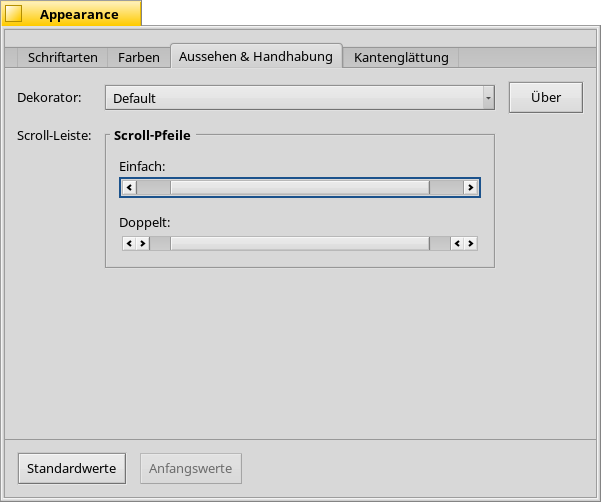 Appearance
Schriftarten Farben Aussehen & Handhabung Kantenglättung
Dekorator: Default Über
Scroll-Leiste: Scroll-Pfeile
Einfach:
Doppelt:
Standardwerte Anfangswerte